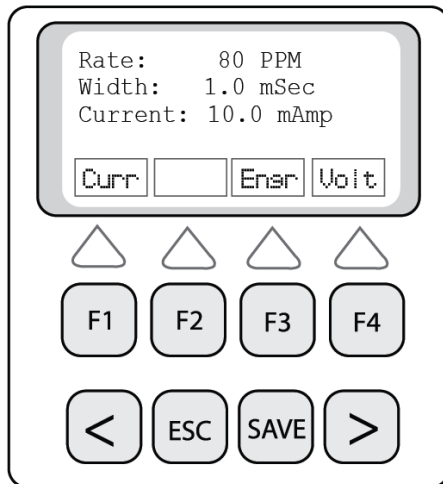 Rate: 80 PPM
Width: 1.0 mSec
Current: 10.0 mAmp
Curr Engr Volt
F1 F2 F3 F4
< ESC SAVE >